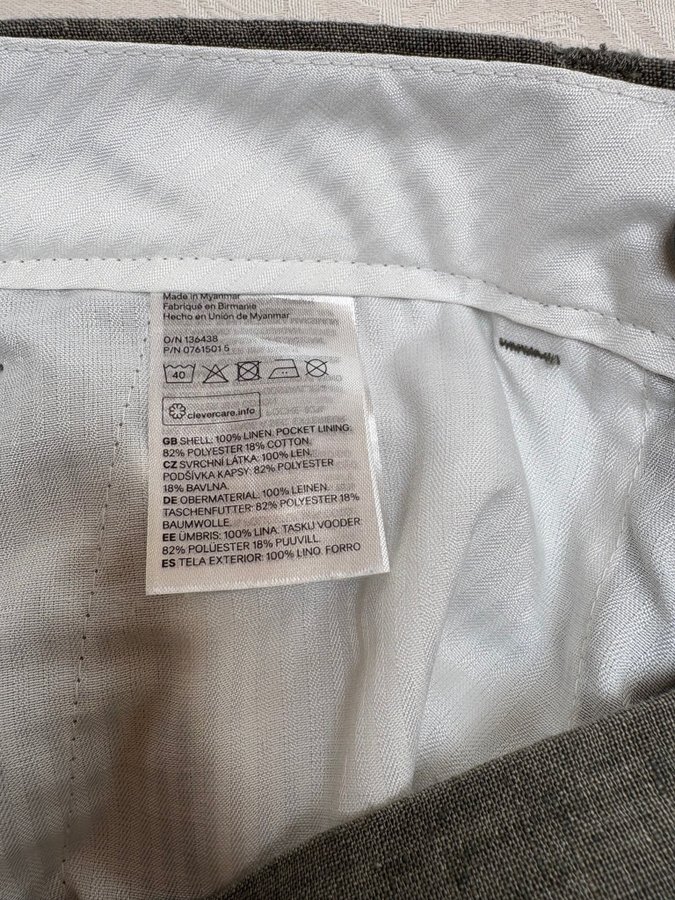 Made in Myanmar
Fabriqué en Birmanie
Hecho en Unión de Myanmar
O/N 136438
P/N 0761501 5
40
clevercare.info
GB SHELL: 100% LINEN. POCKET LINING:
82% POLYESTER 18% COTTON.
CZ SVRCHNÍ LÁTKA: 100% LEN.
PODŠÍVKA KAPSY: 82% POLYESTER
18% BAVLNA.
DE OBERMATERIAL: 100% LEINEN.
TASCHENFUTTER: 82% POLYESTER 18%
BAUMWOLLE.
EE ÜMBRIS: 100% LINA. TASKU VOODER:
82% POLÜESTER 18% PUUVILL.
ES TELA EXTERIOR: 100% LINO. FORRO